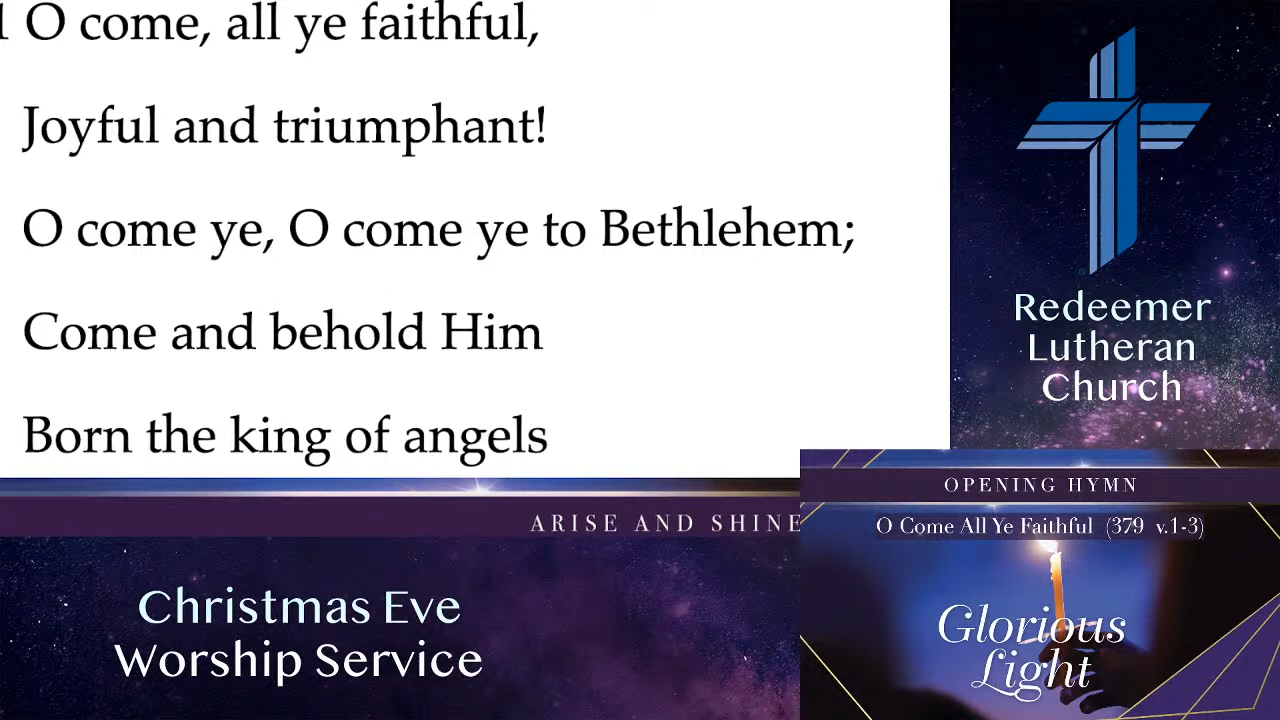 1 O come, all ye faithful,
Joyful and triumphant!
O come ye, O come ye to Bethlehem;
Come and behold Him
Born the king of angels
Redeemer
Lutheran
Church
ARISE AND SHINE
Christmas Eve
Worship Service
OPENING HYMN
O Come All Ye Faithful (379 v.1-3)
Glorious
Light